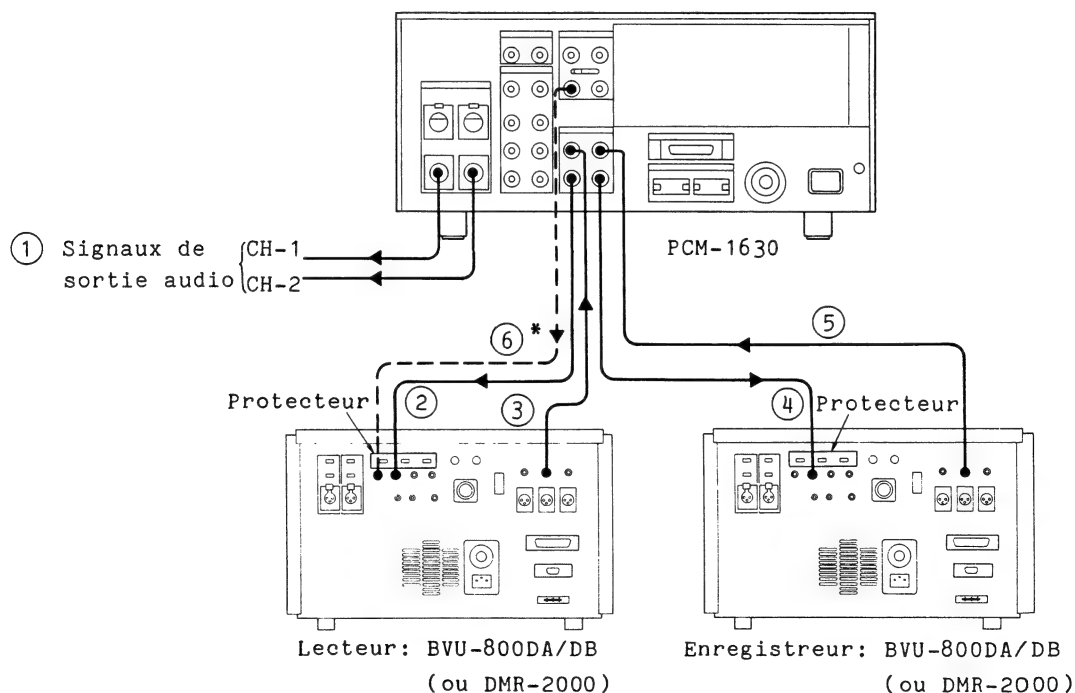 PCM-1630
① Signaux de CH-1
sortie audio CH-2
⑥ *
⑤
Protecteur ② ③ ④ Protecteur
Lecteur: BVU-800DA/DB
(ou DMR-2000)
Enregistreur: BVU-800DA/DB
(ou DMR-2000)